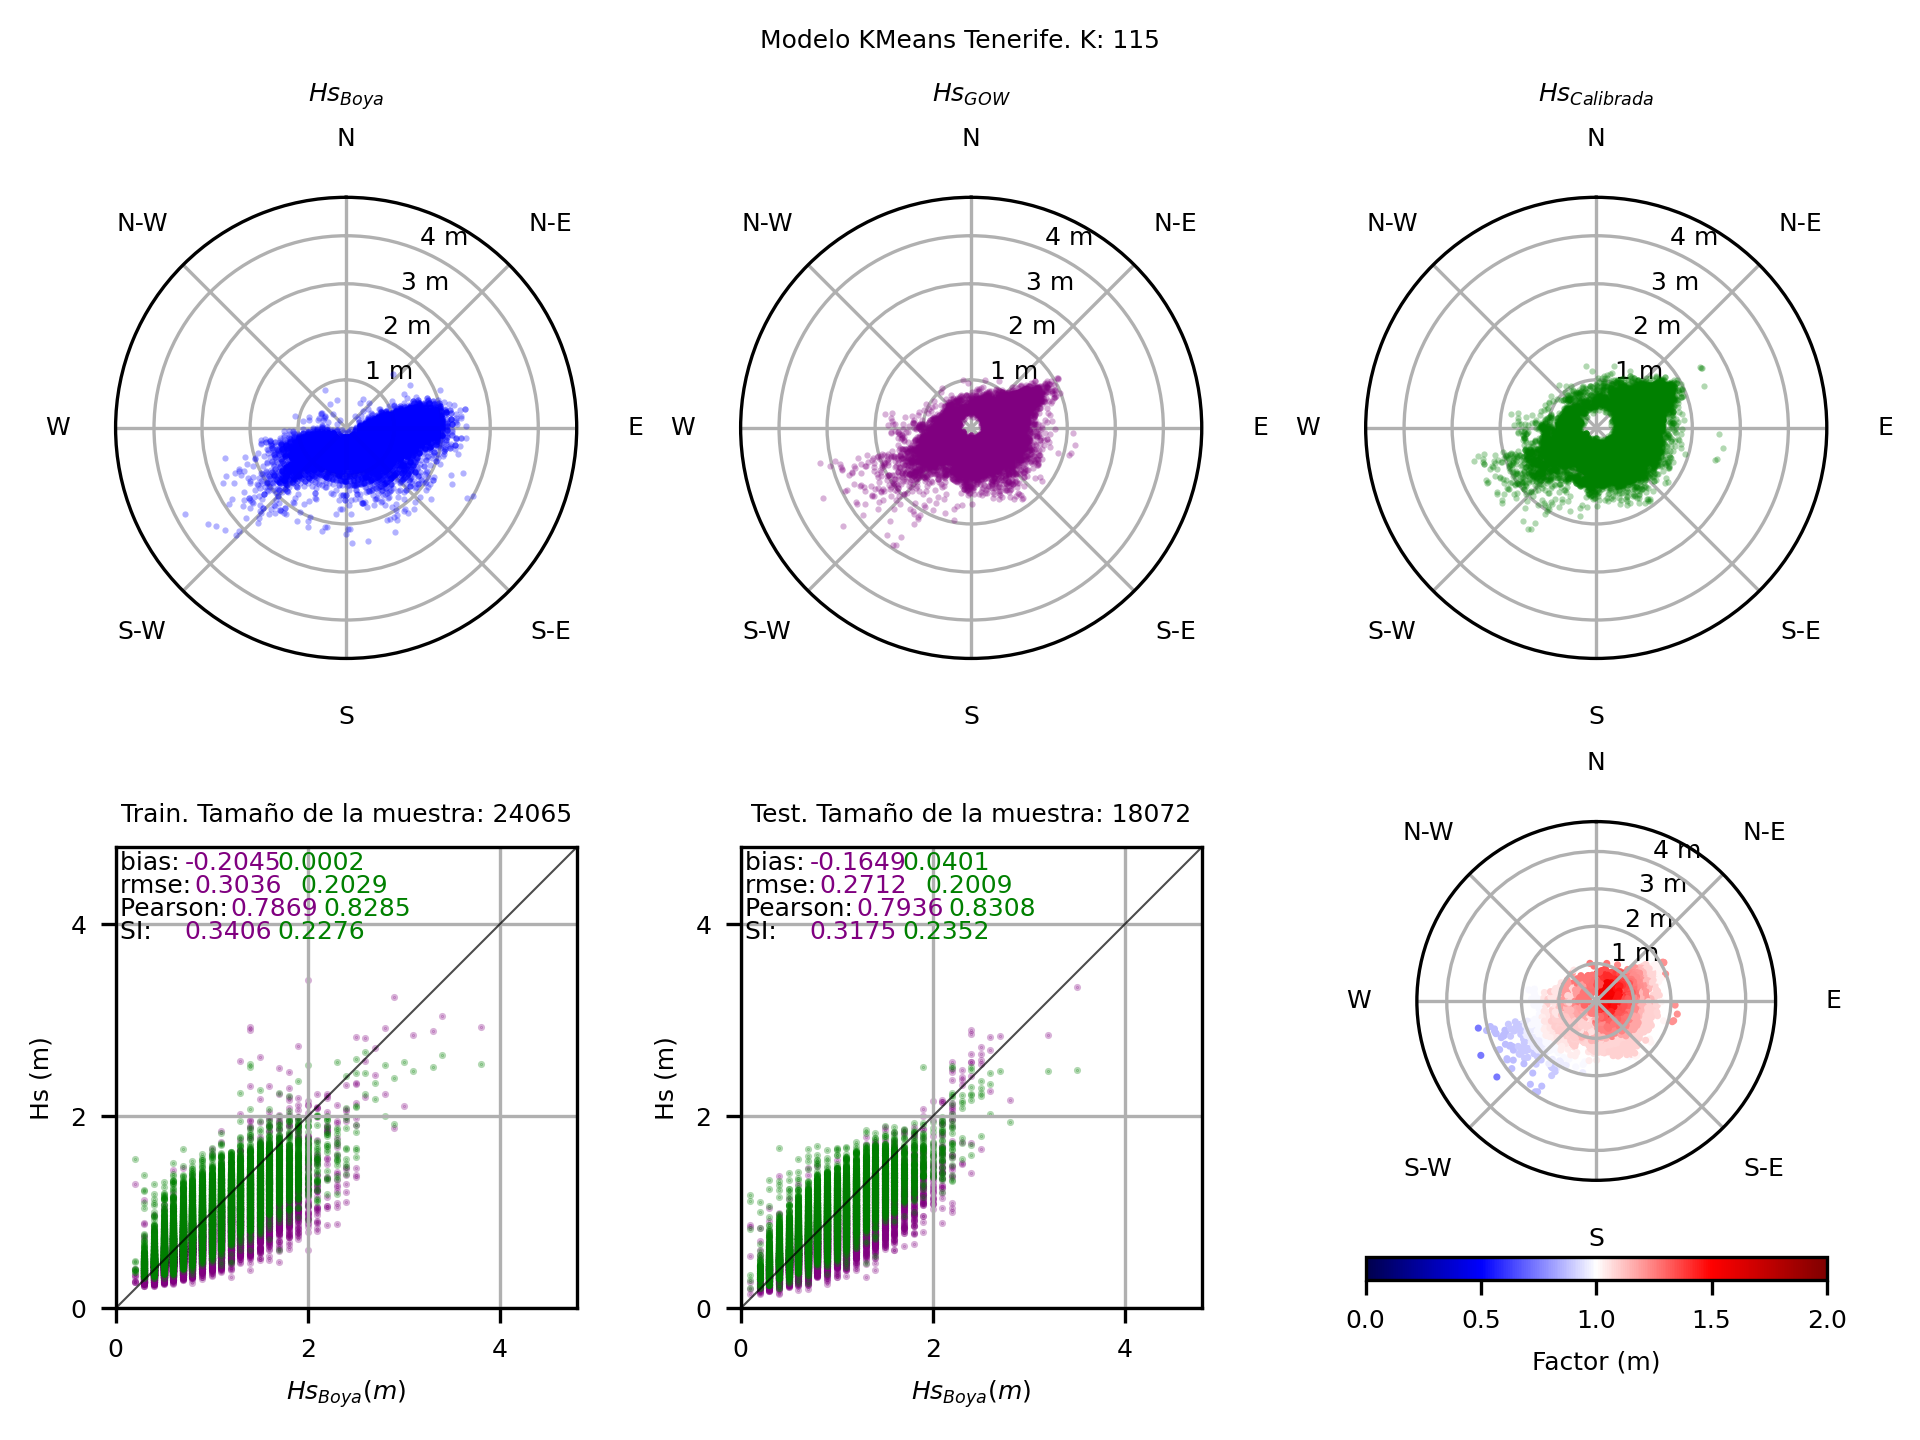 Modelo KMeans Tenerife. K: 115
Hs_Boya
N
N-W
N-E
4 m
3 m
2 m
1 m
W
E
S-W
S-E
S
Hs_GOW
N
N-W
N-E
4 m
3 m
2 m
1 m
W
E
S-W
S-E
S
Hs_Calibrada
N
N-W
N-E
4 m
3 m
2 m
1 m
W
E
S-W
S-E
S
Train. Tamaño de la muestra: 24065
bias: -0.2045 0.0002
rmse: 0.3036 0.2029
Pearson: 0.7869 0.8285
SI: 0.3406 0.2276
Hs (m)
4
2
0
0 2 4
Hs_Boya(m)
Test. Tamaño de la muestra: 18072
bias: -0.1649 0.0401
rmse: 0.2712 0.2009
Pearson: 0.7936 0.8308
SI: 0.3175 0.2352
Hs (m)
4
2
0
0 2 4
Hs_Boya(m)
N
N-W
N-E
4 m
3 m
2 m
1 m
W
E
S-W
S-E
S
0.0 0.5 1.0 1.5 2.0
Factor (m)